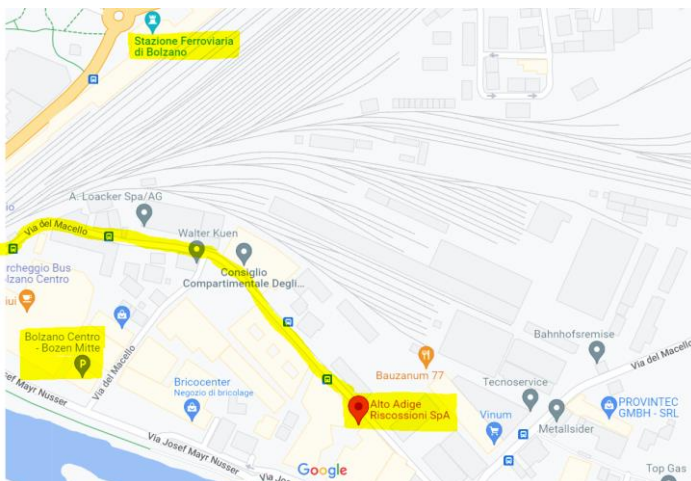 Stazione Ferroviaria
di Bolzano
A. Loacker Spa/AG
Via del Macello
Walter Kuen
Consiglio
Compartimentale Degli...
rcheggio Bus
olzano Centro
Bolzano Centro
- Bozen Mitte
P
Via del Macello
Bricocenter
Negozio di bricolage
Bauzanum 77
Bahnhofsremise
Via del Macello
Tecnoservice
Alto Adige
Riscossioni SpA
Vinum
Metallsider
PROVINTEC
GMBH - SRL
osef Mayr Nusser
Via Josef Mayr Nusser
Via Josef
Google
Top Gas